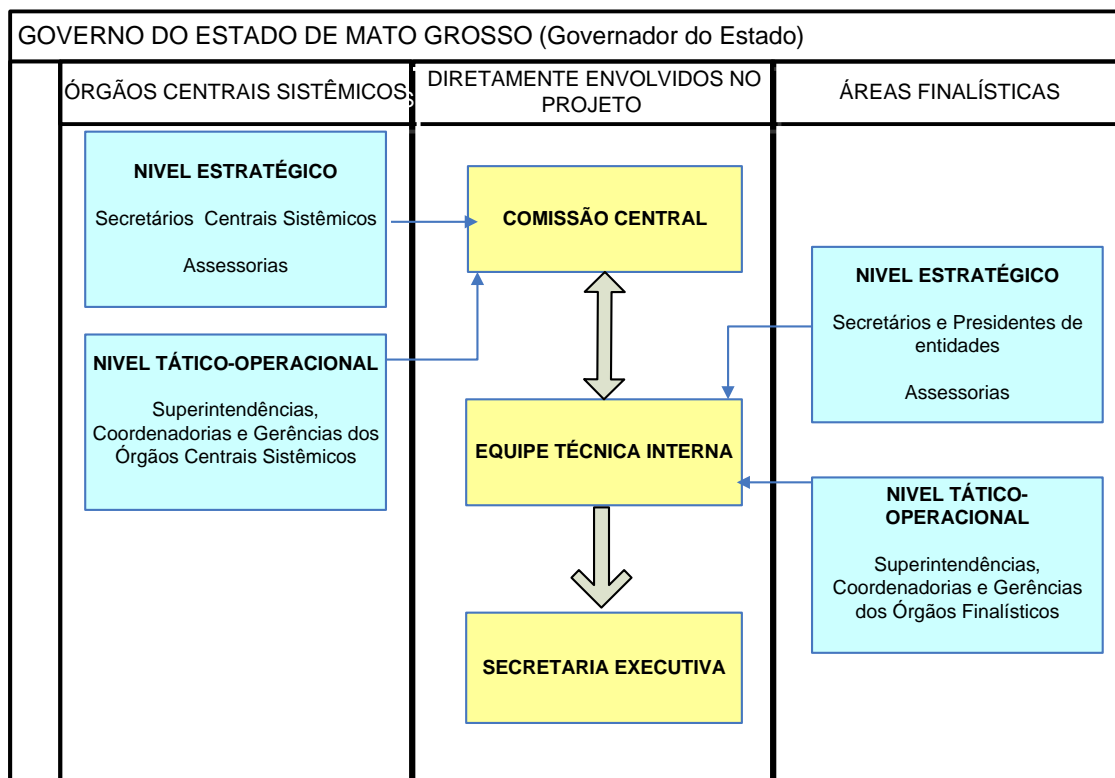 GOVERNO DO ESTADO DE MATO GROSSO (Governador do Estado)
ÓRGÃOS CENTRAIS SISTÊMICOS
DIRETAMENTE ENVOLVIDOS NO
PROJETO
ÁREAS FINALÍSTICAS
NIVEL ESTRATÉGICO
Secretários Centrais Sistêmicos
Assessorias
NIVEL TÁTICO-OPERACIONAL
Superintendências,
Coordenadorias e Gerências dos
Órgãos Centrais Sistêmicos
COMISSÃO CENTRAL
EQUIPE TÉCNICA INTERNA
SECRETARIA EXECUTIVA
NIVEL ESTRATÉGICO
Secretários e Presidentes de
entidades
Assessorias
NIVEL TÁTICO-
OPERACIONAL
Superintendências,
Coordenadorias e Gerências
dos Órgãos Finalísticos